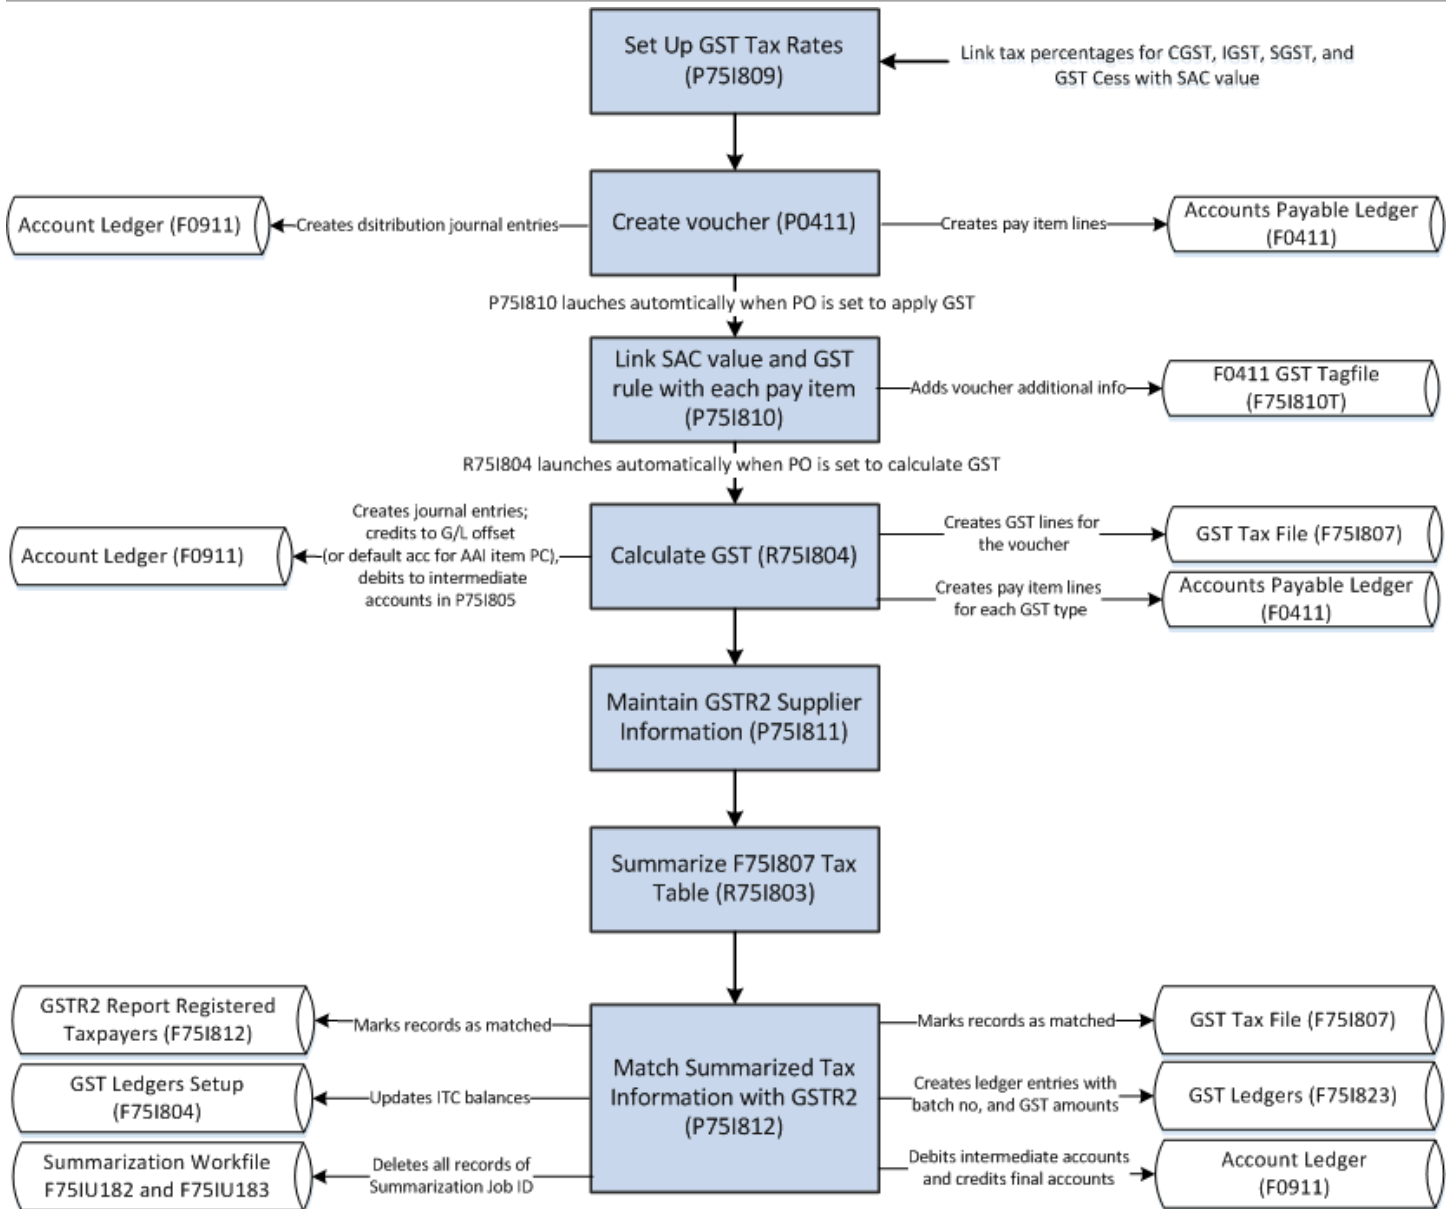 Set Up GST Tax Rates
(P75I809)
Link tax percentages for CGST, IGST, SGST, and
GST Cess with SAC value
Account Ledger (F0911)
Creates dsitribution journal entries
Create voucher (P0411)
Creates pay item lines
Accounts Payable Ledger
(F0411)
P75I810 lauches automtically when PO is set to apply GST
Link SAC value and GST
rule with each pay item
(P75I810)
Adds voucher additional info
F0411 GST Tagfile
(F75I810T)
R75I804 launches automatically when PO is set to calculate GST
Account Ledger (F0911)
Creates journal entries;
credits to G/L offset
(or default acc for AAI item PC),
debits to intermediate
accounts in P75I805
Calculate GST (R75I804)
Creates GST lines for
the voucher
GST Tax File (F75I807)
Creates pay item lines
for each GST type
Accounts Payable Ledger
(F0411)
Maintain GSTR2 Supplier
Information (P75I811)
Summarize F75I807 Tax
Table (R75I803)
GSTR2 Report Registered
Taxpayers (F75I812)
Marks records as matched
GST Ledgers Setup
(F75I804)
Updates ITC balances
Summarization Workfile
F75IU182 and F75IU183
Deletes all records of
Summarization Job ID
Match Summarized Tax
Information with GSTR2
(P75I812)
Marks records as matched
GST Tax File (F75I807)
Creates ledger entries with
batch no, and GST amounts
GST Ledgers (F75I823)
Debits intermediate accounts
and credits final accounts
Account Ledger
(F0911)